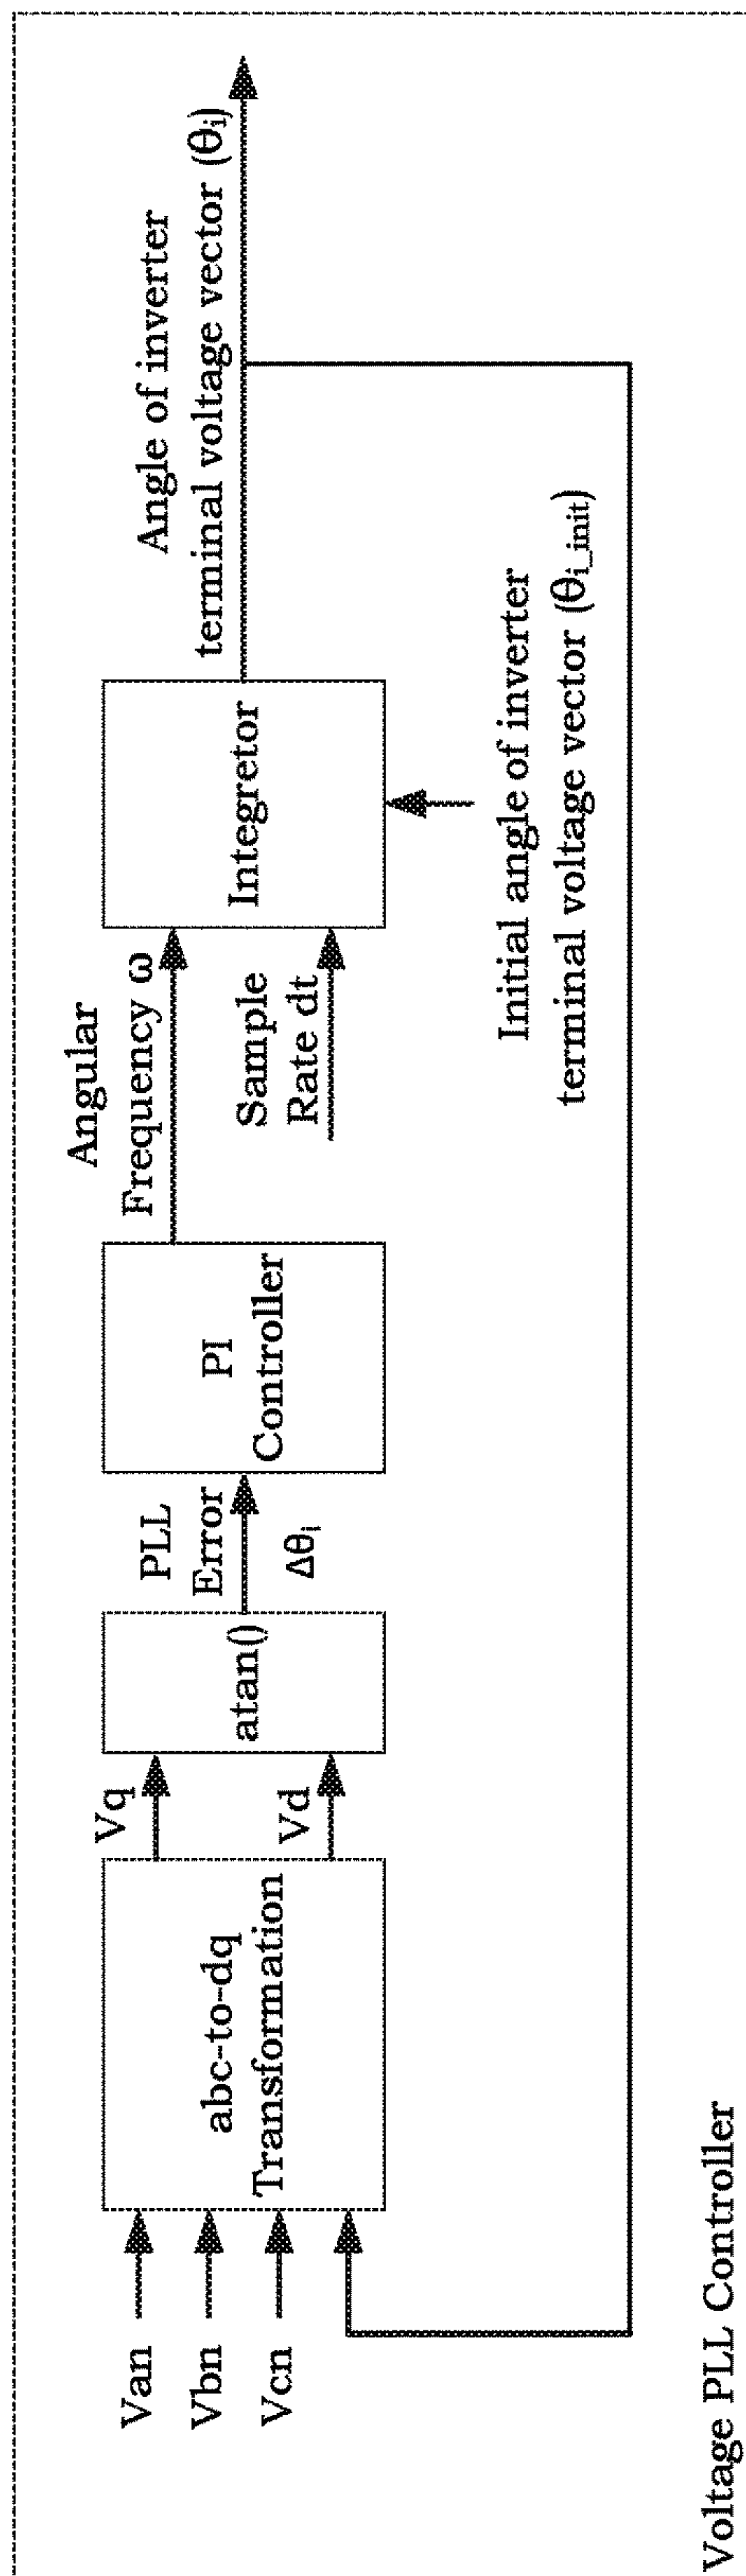 Van
Vbn
Vcn
abc-to-dq
Transformation
Vq
Vd
atan()
PLL
Error
Δθi
PI
Controller
Angular
Frequency ω
Sample
Rate dt
Integretor
Initial angle of inverter
terminal voltage vector (θi_init)
Angle of inverter
terminal voltage vector (θi)
Voltage PLL Controller